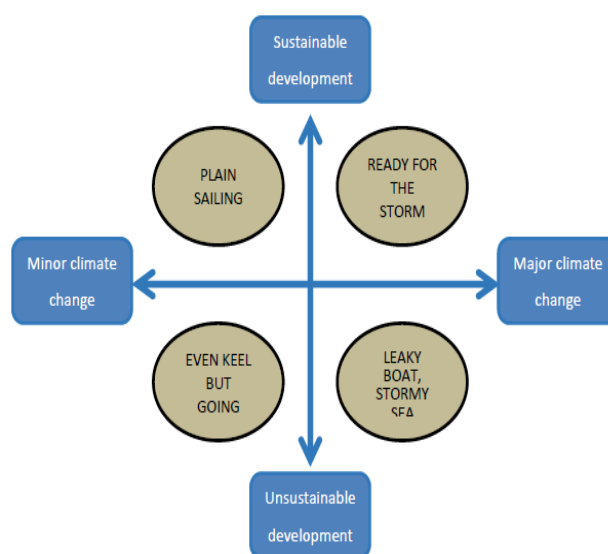 Sustainable
development
PLAIN
SAILING
READY FOR
THE
STORM
Minor climate
change
Major climate
change
EVEN KEEL
BUT
GOING
LEAKY
BOAT,
STORMY
SEA
Unsustainable
development